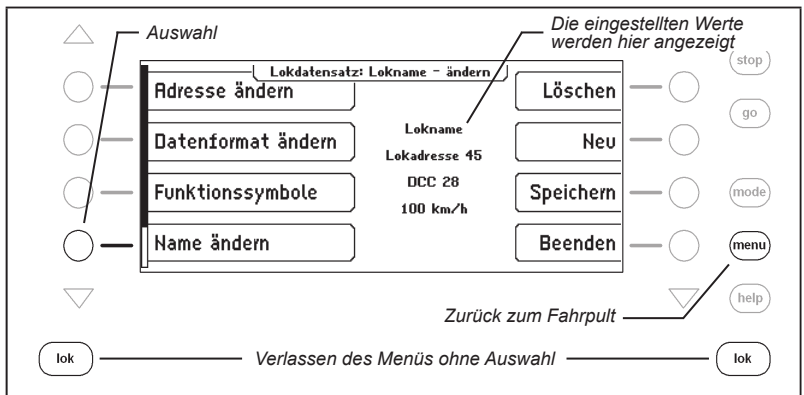 Auswahl
Die eingestellten Werte
werden hier angezeigt
stop
Lokdatensatz: Lokname - ändern
Adresse ändern
Löschen
go
Datenformat ändern
Lokname
Neu
Lokadresse 45
Funktionssymbole
DCC 28
Speichern
mode
100 km/h
Name ändern
Beenden
menu
help
Zurück zum Fahrpult
lok
Verlassen des Menüs ohne Auswahl
lok